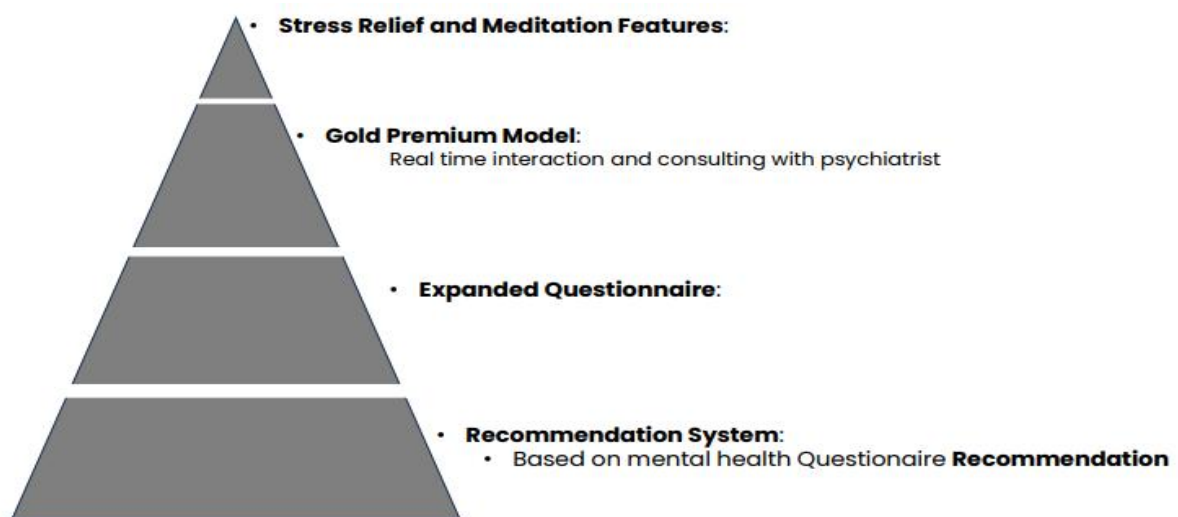 • Stress Relief and Meditation Features:
• Gold Premium Model:
Real time interaction and consulting with psychiatrist
• Expanded Questionnaire:
• Recommendation System:
• Based on mental health Questionaire Recommendation